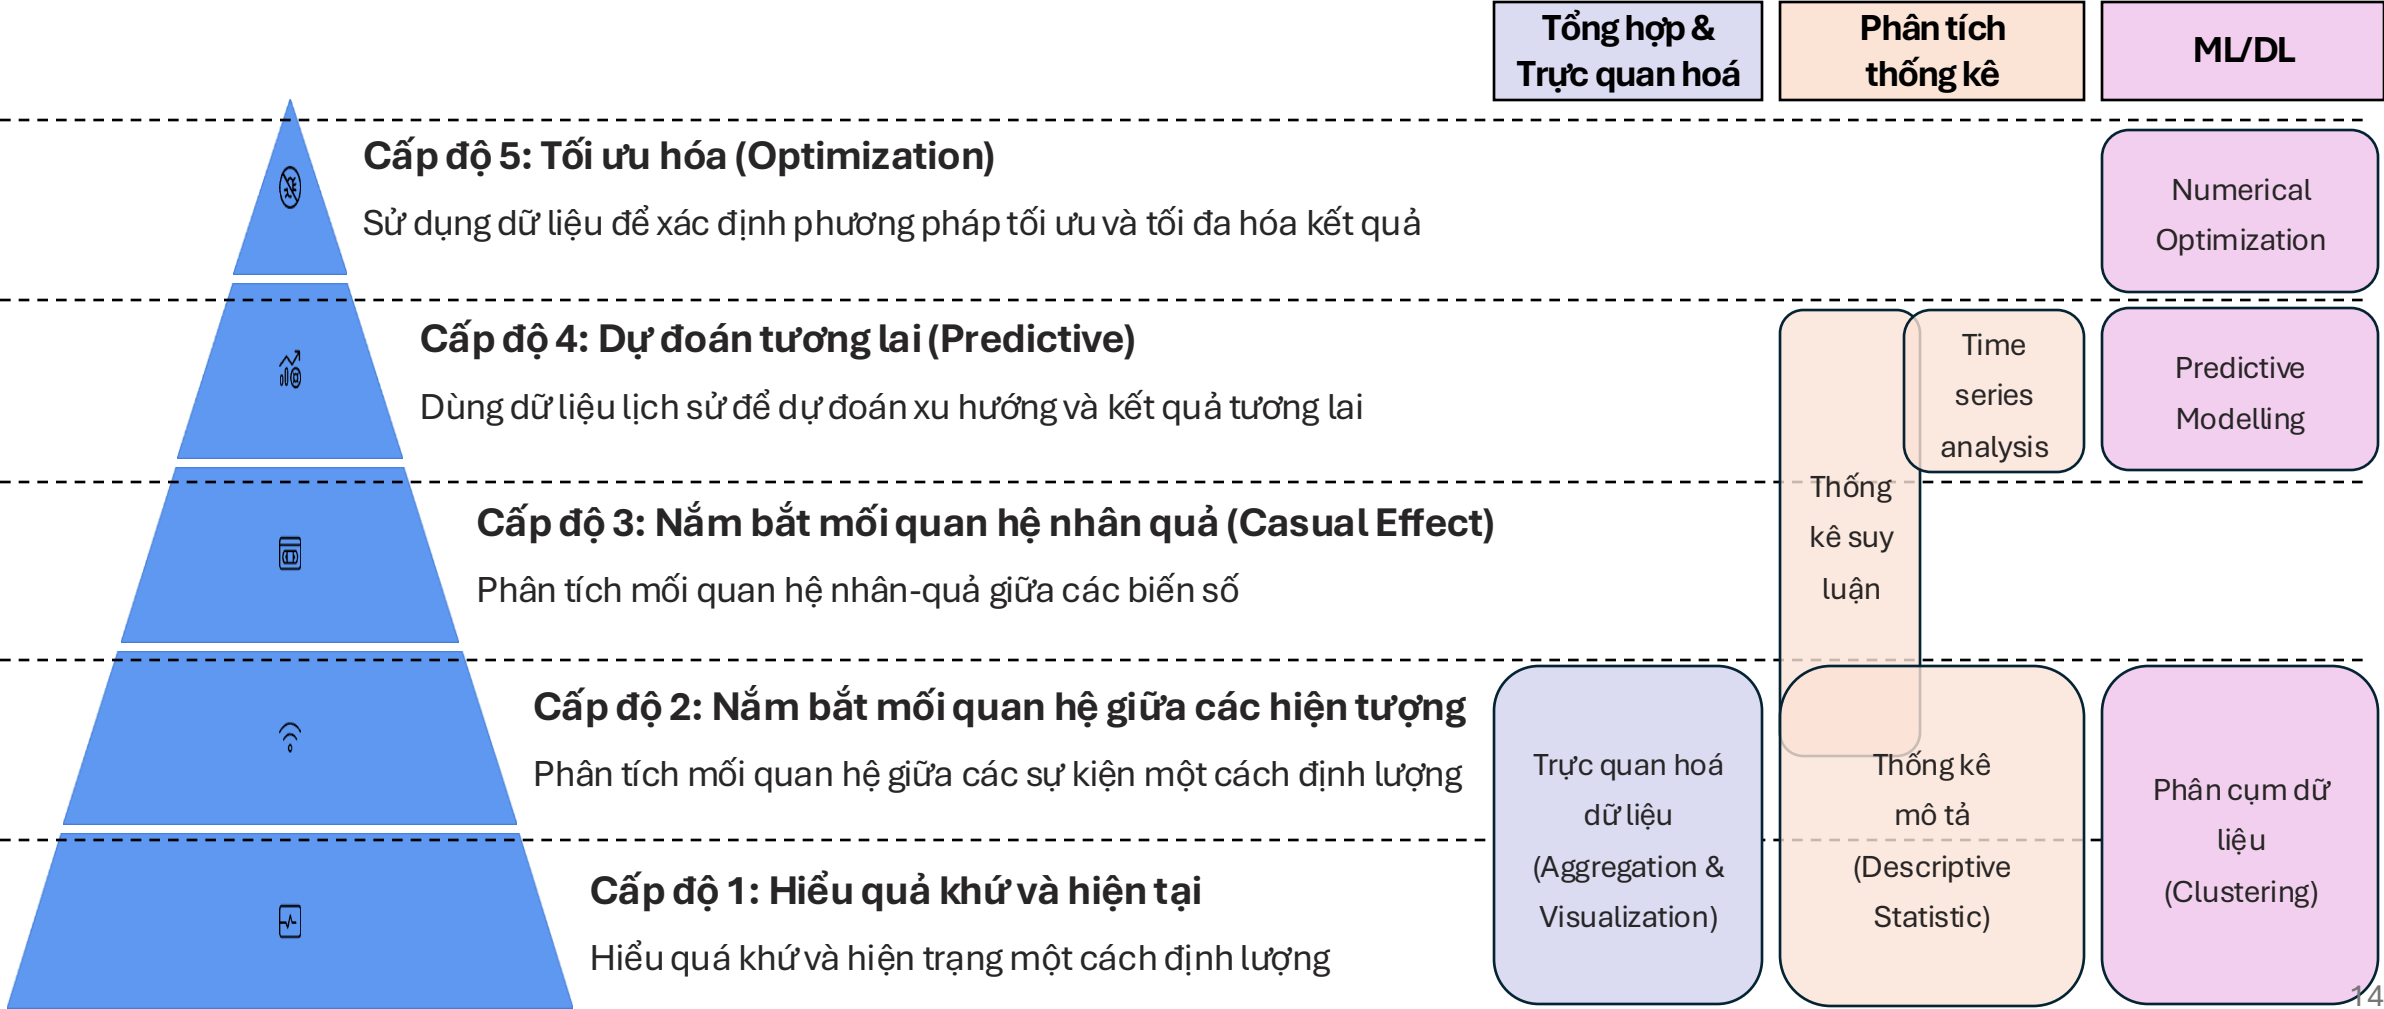 Tổng hợp &
Trực quan hoá
Phân tích
thống kê
ML/DL
Cấp độ 5: Tối ưu hóa (Optimization)
Sử dụng dữ liệu để xác định phương pháp tối ưu và tối đa hóa kết quả
Numerical
Optimization
Cấp độ 4: Dự đoán tương lai (Predictive)
Dùng dữ liệu lịch sử để dự đoán xu hướng và kết quả tương lai
Time
series
analysis
Predictive
Modelling
Cấp độ 3: Nắm bắt mối quan hệ nhân quả (Casual Effect)
Phân tích mối quan hệ nhân-quả giữa các biến số
Thống
kê suy
luận
Cấp độ 2: Nắm bắt mối quan hệ giữa các hiện tượng
Phân tích mối quan hệ giữa các sự kiện một cách định lượng
Cấp độ 1: Hiểu quả khứ và hiện tại
Hiểu quá khứ và hiện trạng một cách định lượng
Trực quan hoá
dữ liệu
(Aggregation &
Visualization)
Thống kê
mô tả
(Descriptive
Statistic)
Phân cụm dữ
liệu
(Clustering)
14